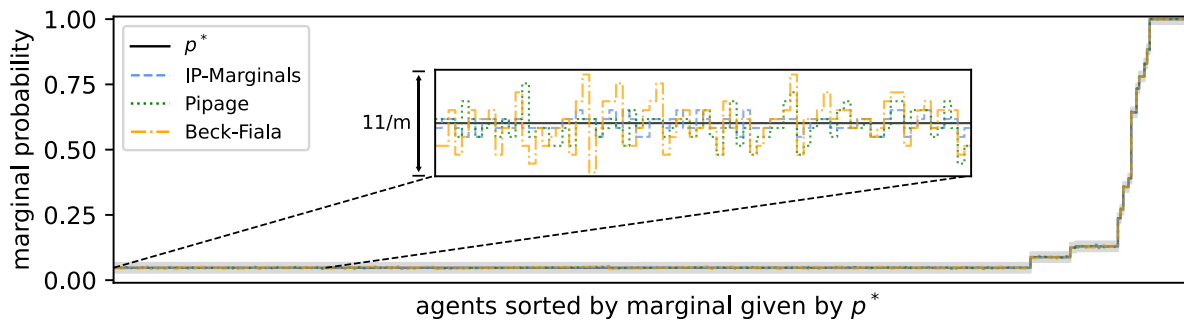 1.00
0.75
0.50
0.25
0.00
marginal probability
p*
IP-Marginals
Pipage
Beck-Fiala
11/m
agents sorted by marginal given by p*